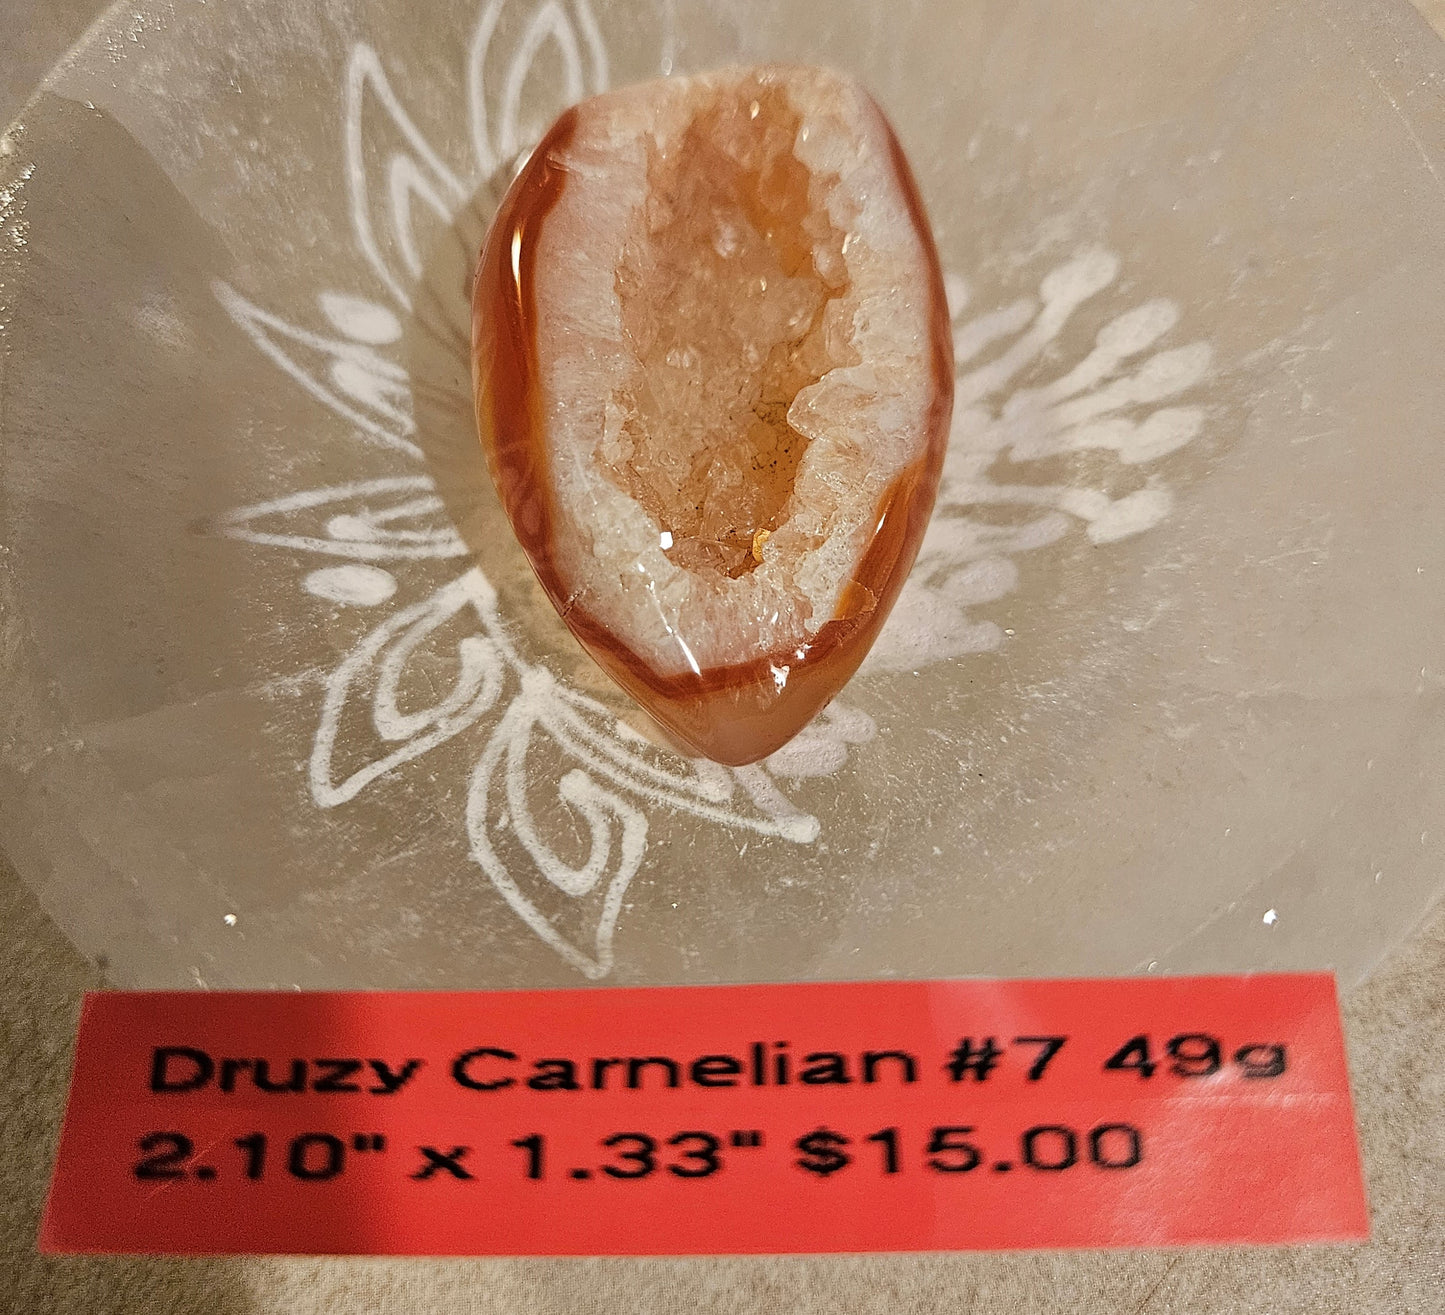 Druzy Carnelian #7 49g
2.10" x 1.33" $15.00